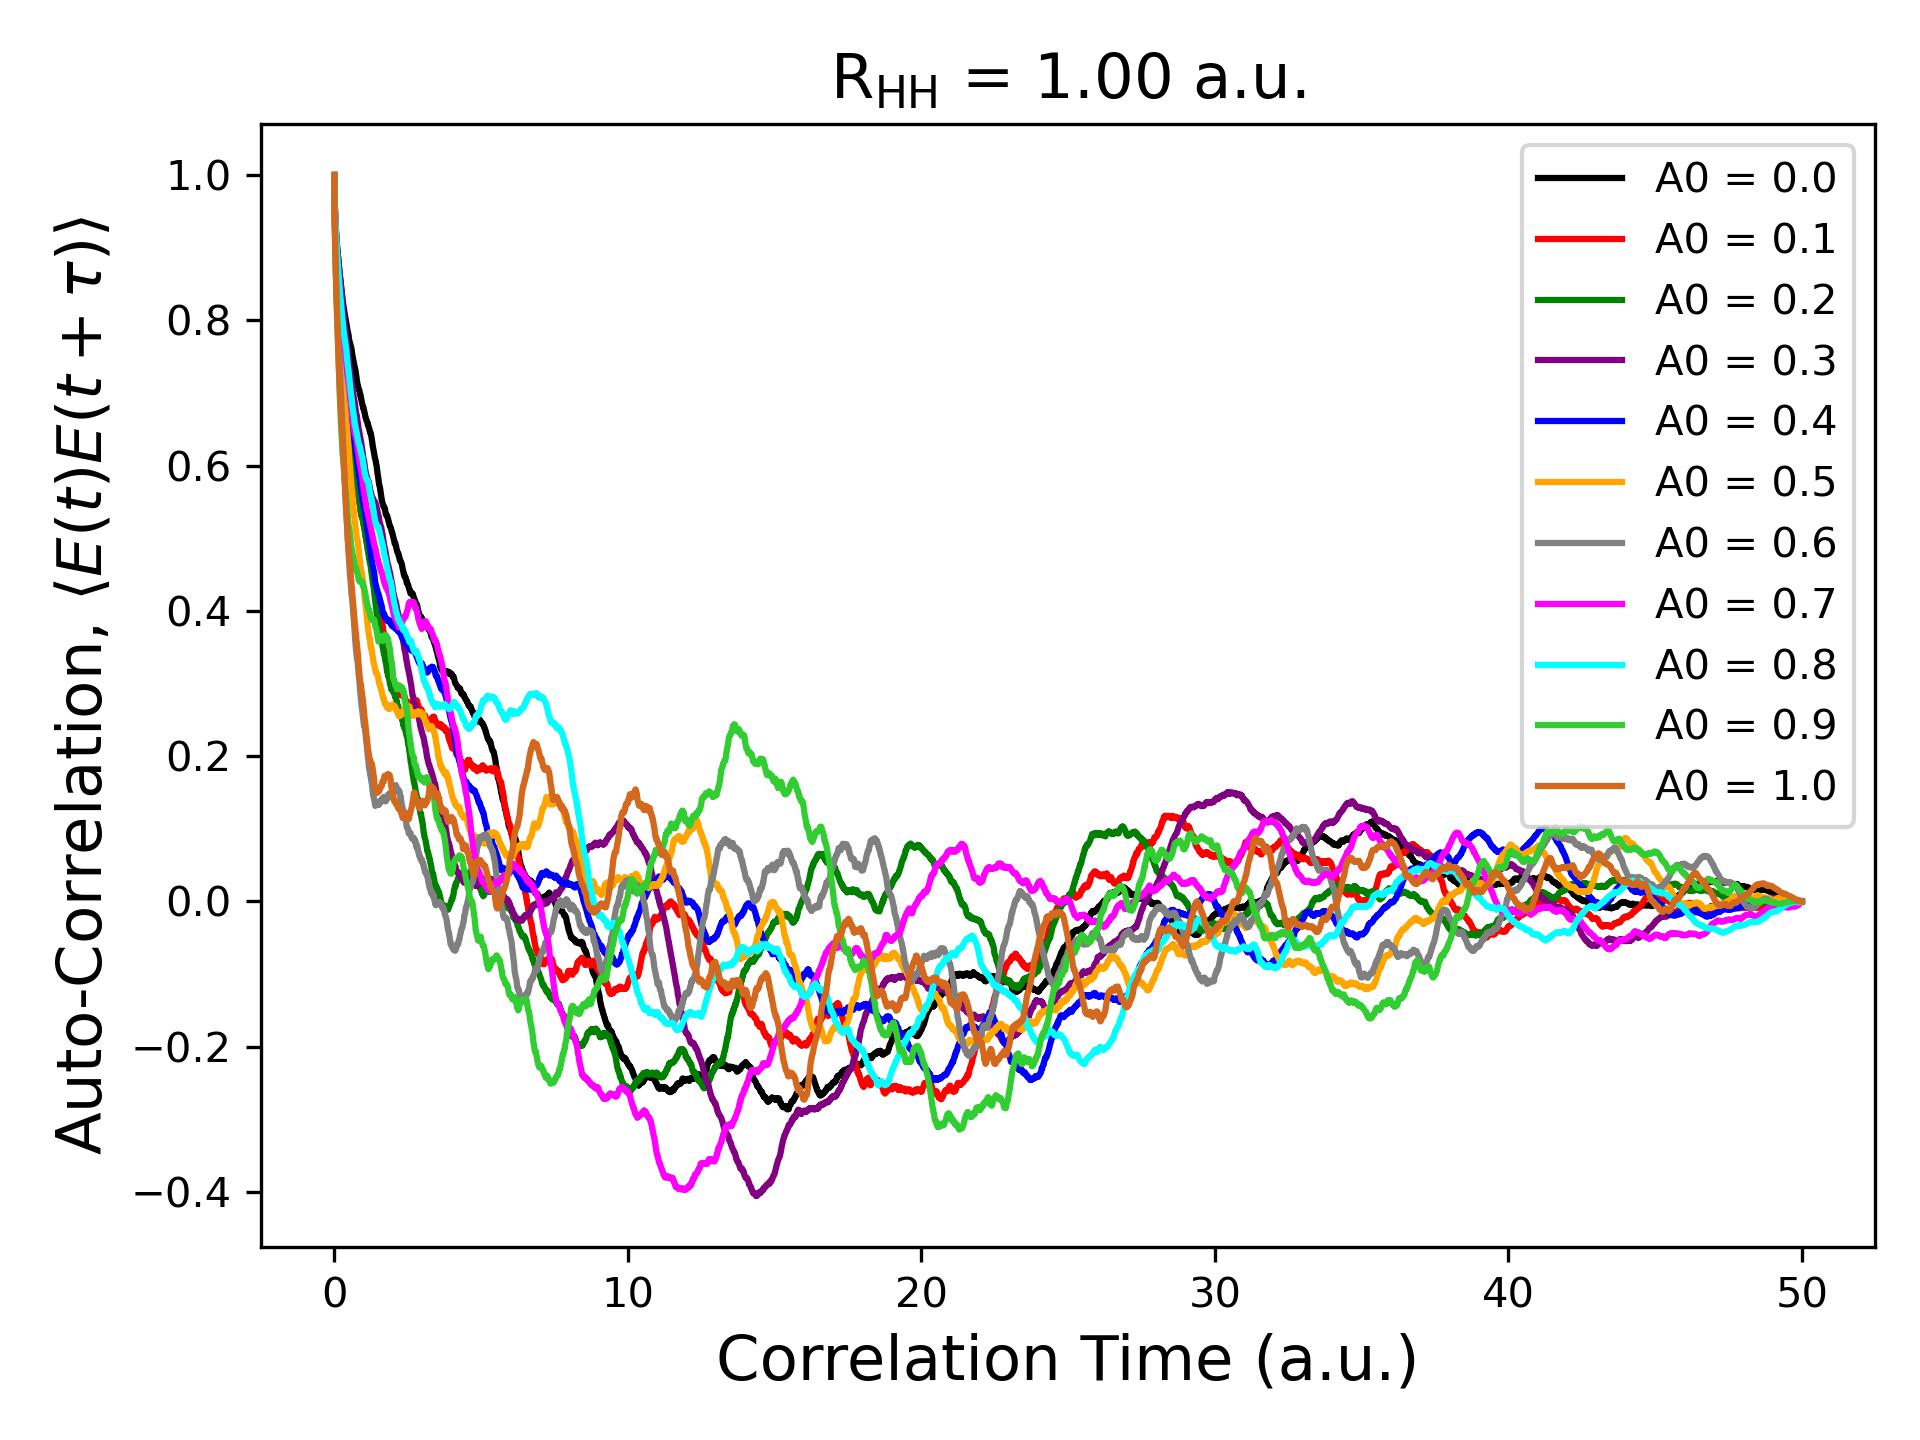 R_HH = 1.00 a.u.
Auto-Correlation, ⟨E(t)E(t + τ)⟩
1.0
0.8
0.6
0.4
0.2
0.0
−0.2
−0.4
A0 = 0.0
A0 = 0.1
A0 = 0.2
A0 = 0.3
A0 = 0.4
A0 = 0.5
A0 = 0.6
A0 = 0.7
A0 = 0.8
A0 = 0.9
A0 = 1.0
0 10 20 30 40 50
Correlation Time (a.u.)